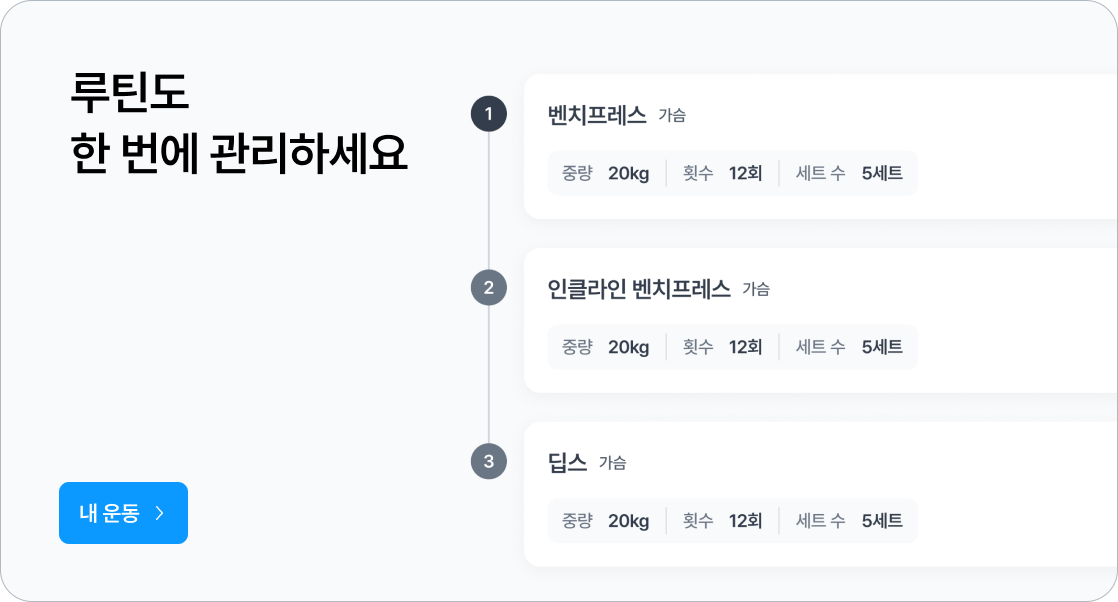 루틴도
한 번에 관리하세요
내 운동
1
벤치프레스 가슴
중량 20kg 횟수 12회 세트 수 5세트
2
인클라인 벤치프레스 가슴
중량 20kg 횟수 12회 세트 수 5세트
3
딥스 가슴
중량 20kg 횟수 12회 세트 수 5세트